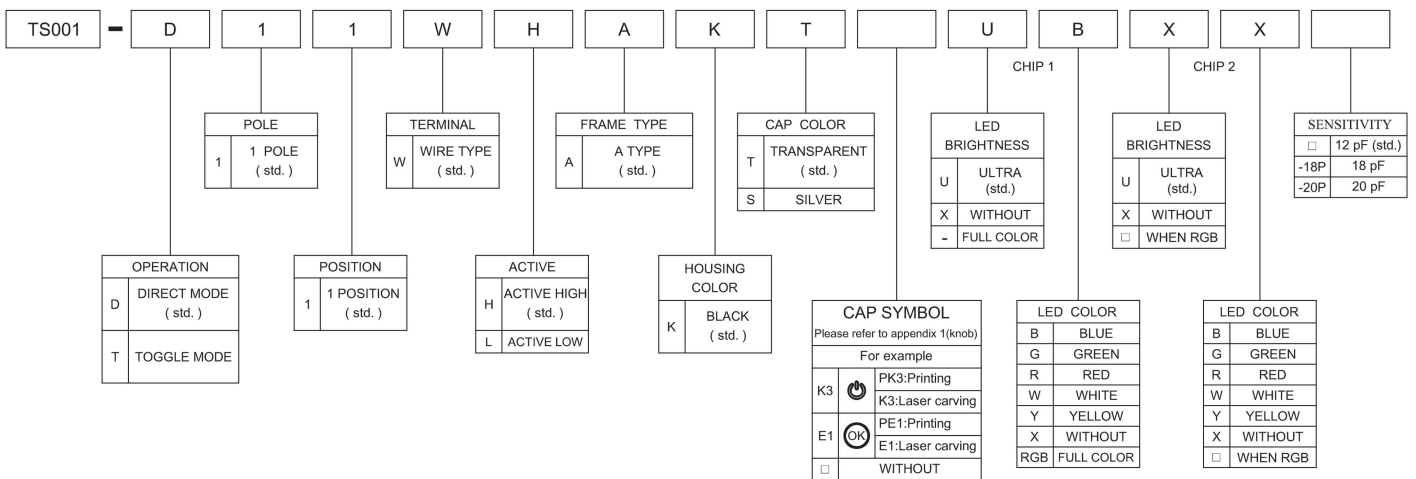 TS001 - D 1 1 W H A K T U B X X
CHIP 1 CHIP 2
POLE
1 1 POLE
( std. )
TERMINAL
W WIRE TYPE
( std. )
FRAME TYPE
A A TYPE
( std. )
CAP COLOR
T TRANSPARENT
( std. )
S SILVER
LED
BRIGHTNESS
U ULTRA
(std.)
X WITHOUT
- FULL COLOR
LED
BRIGHTNESS
U ULTRA
(std.)
X WITHOUT
□ WHEN RGB
SENSITIVITY
□ 12 pF (std.)
-18P 18 pF
-20P 20 pF
OPERATION
D DIRECT MODE
( std. )
T TOGGLE MODE
POSITION
1 1 POSITION
( std. )
ACTIVE
H ACTIVE HIGH
( std. )
L ACTIVE LOW
HOUSING
COLOR
K BLACK
( std. )
CAP SYMBOL
Please refer to appendix 1(knob)
For example
K3 PK3:Printing
K3:Laser carving
E1 OK PE1:Printing
E1:Laser carving
□ WITHOUT
LED COLOR
B BLUE
G GREEN
R RED
W WHITE
Y YELLOW
X WITHOUT
RGB FULL COLOR
LED COLOR
B BLUE
G GREEN
R RED
W WHITE
Y YELLOW
X WITHOUT
□ WHEN RGB